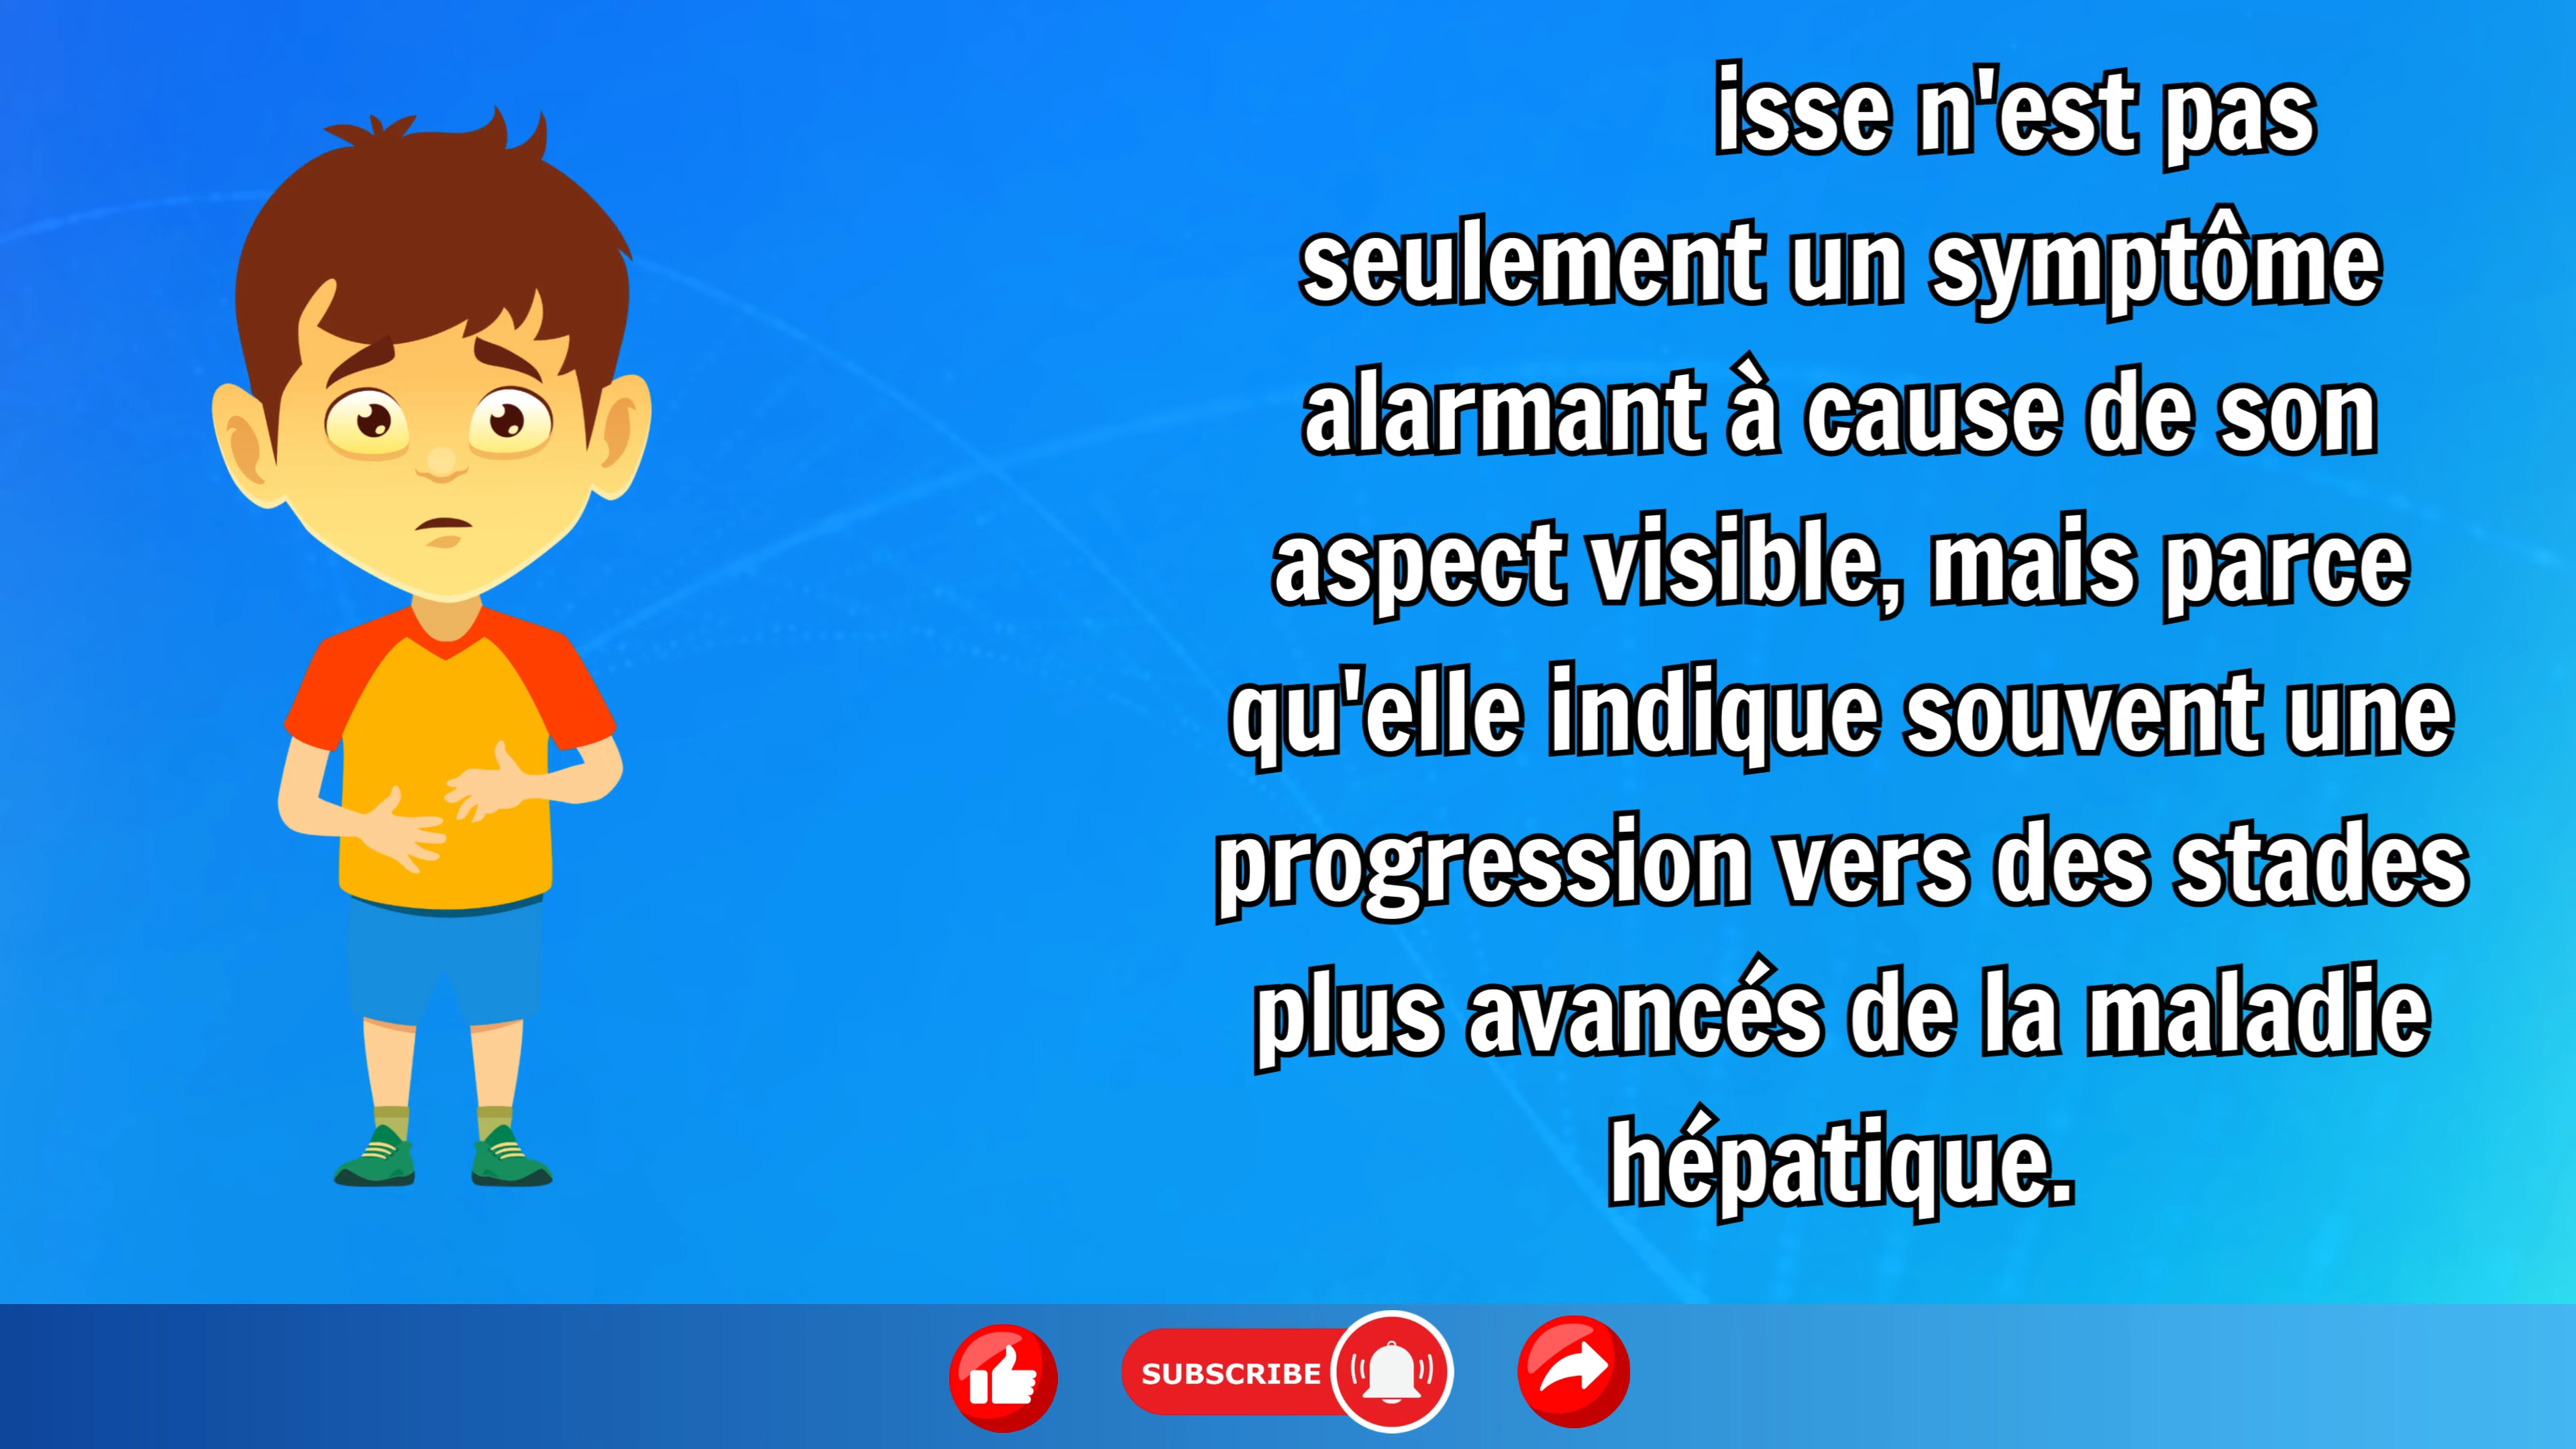 isse n'est pas
seulement un symptôme
alarmant à cause de son
aspect visible, mais parce
qu'elle indique souvent une
progression vers des stades
plus avancés de la maladie
hépatique.
SUBSCRIBE